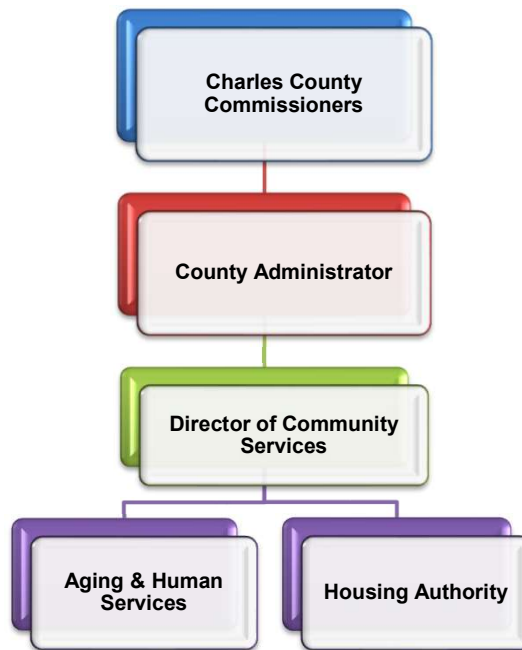 Charles County
Commissioners
County Administrator
Director of Community
Services
Aging & Human
Services
Housing Authority